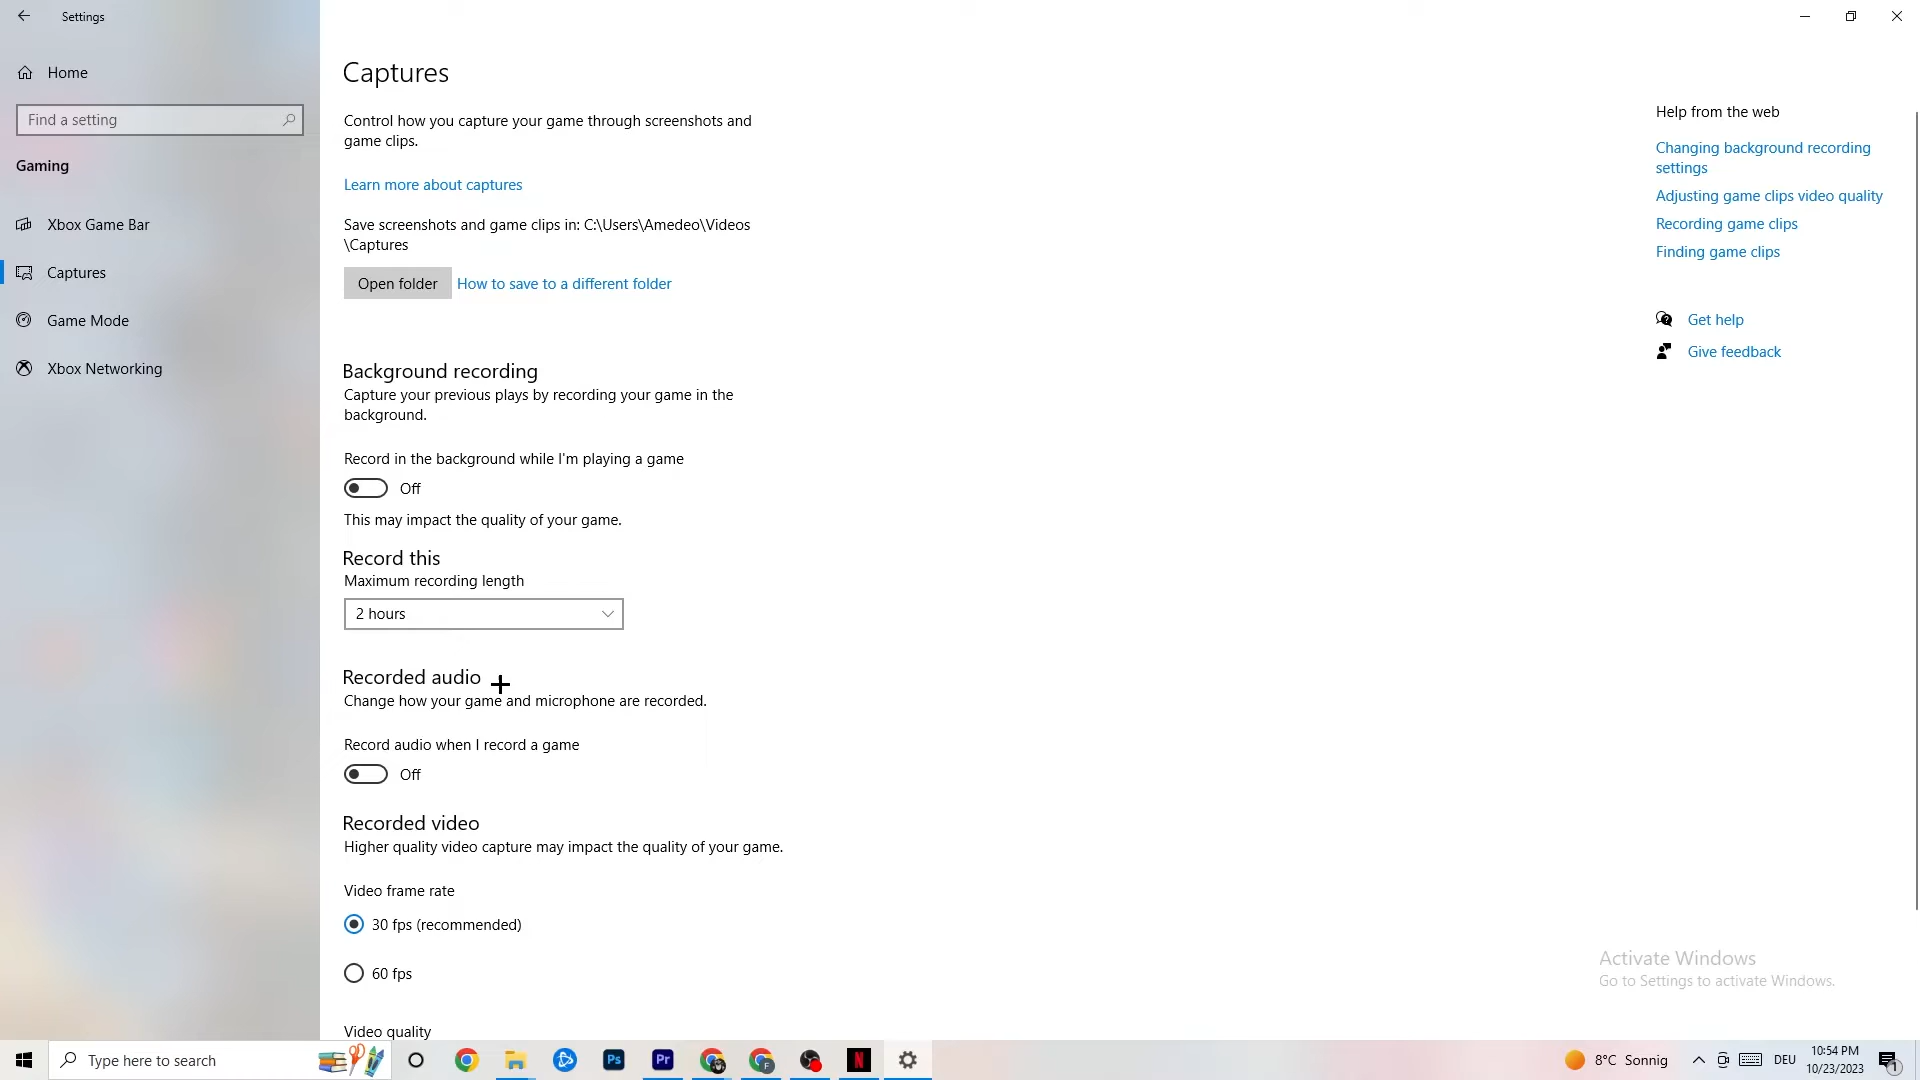 Settings
Home
Find a setting
Gaming
Xbox Game Bar
Captures
Game Mode
Xbox Networking
Captures
Control how you capture your game through screenshots and
game clips.
Learn more about captures
Save screenshots and game clips in: C:\Users\Amedeo\Videos
\Captures
Open folder
How to save to a different folder
Background recording
Capture your previous plays by recording your game in the
background.
Record in the background while I'm playing a game
Off
This may impact the quality of your game.
Record this
Maximum recording length
2 hours
Recorded audio
Change how your game and microphone are recorded.
Record audio when I record a game
Off
Recorded video
Higher quality video capture may impact the quality of your game.
Video frame rate
30 fps (recommended)
60 fps
Video quality
Help from the web
Changing background recording
settings
Adjusting game clips video quality
Recording game clips
Finding game clips
Get help
Give feedback
Activate Windows
Go to Settings to activate Windows.
Type here to search
Ps
Pr
F
N
8°C Sonnig
DEU
10:54 PM
10/23/2023
1